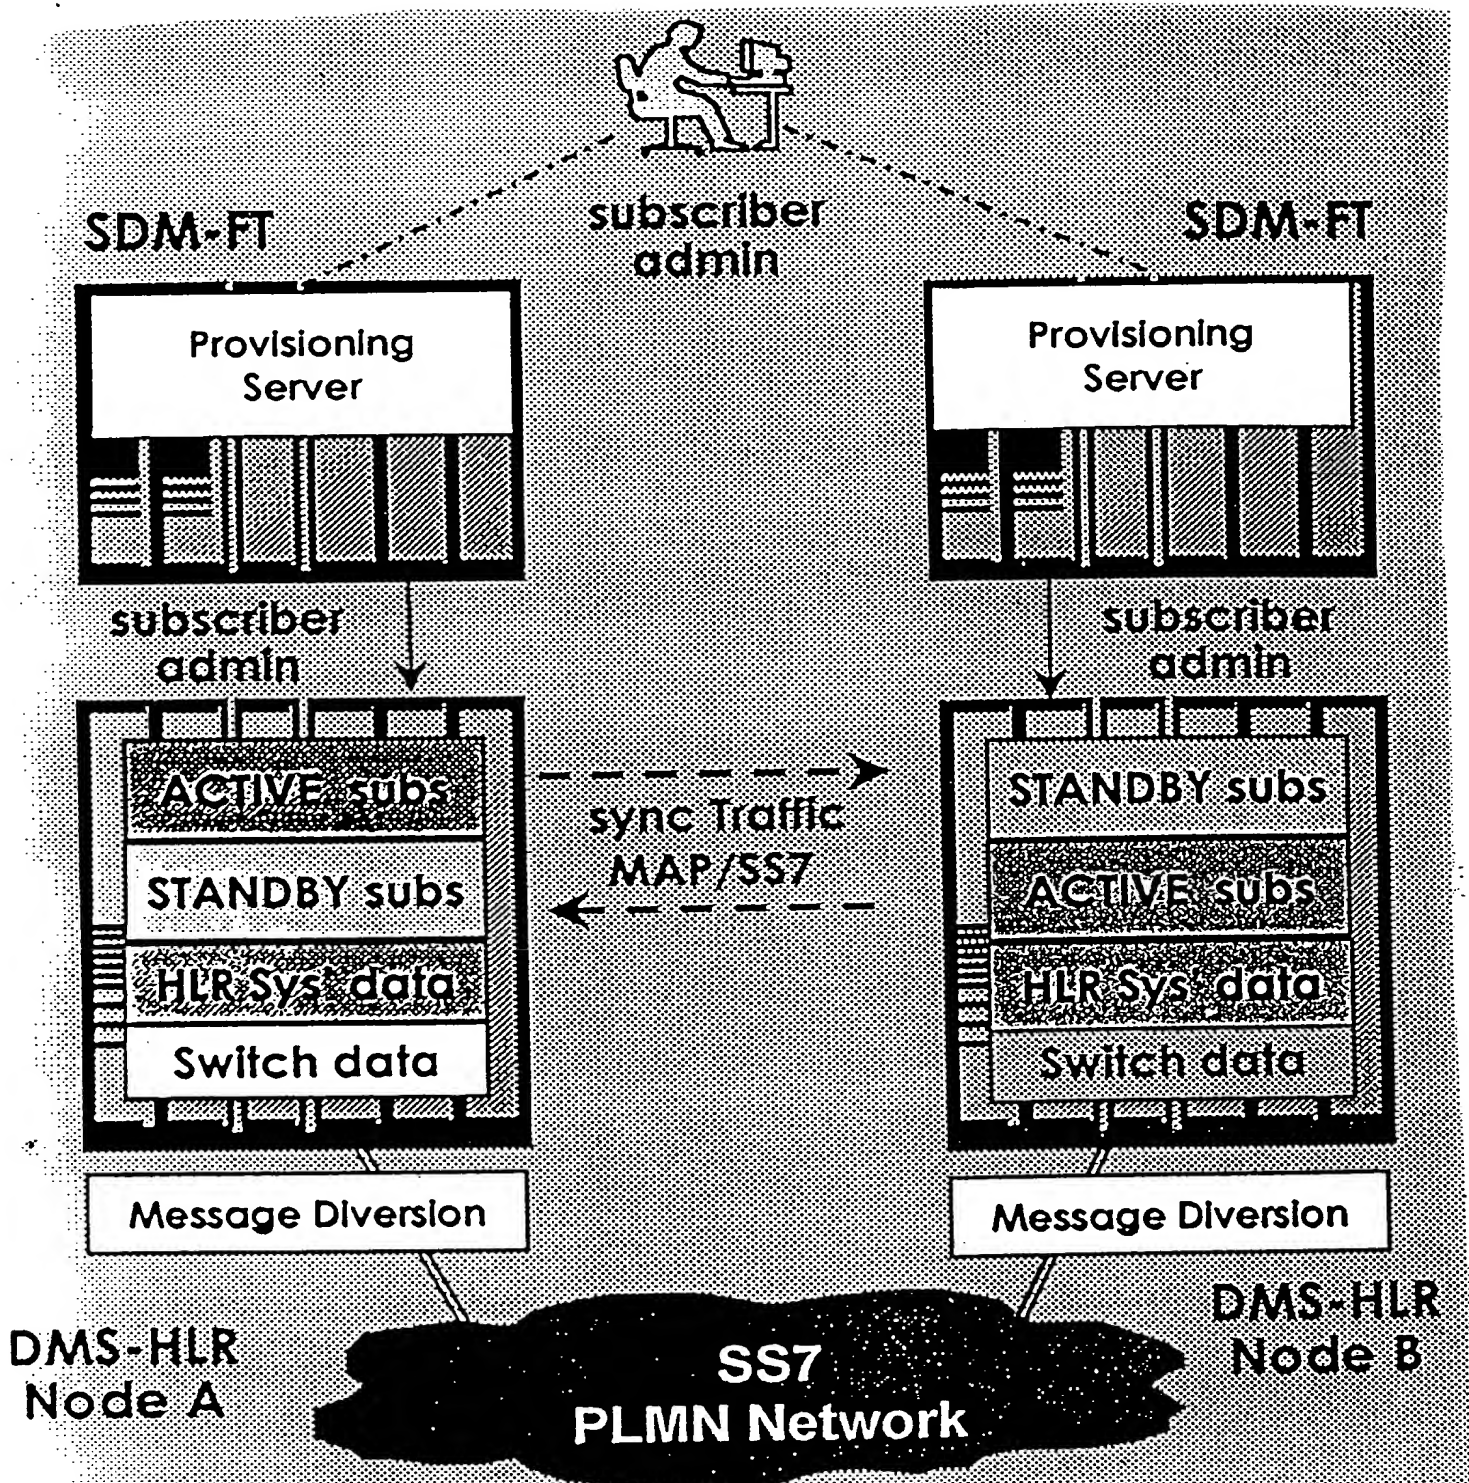 subscriber
admin
SDM-FT
SDM-FT
Provisioning
Server
Provisioning
Server
subscriber
admin
subscriber
admin
ACTIVE subs
STANDBY subs
HLR Sys' data
Switch data
sync Traffic
MAP/SS7
STANDBY subs
ACTIVE subs
HLR Sys' data
Switch data
Message Diversion
Message Diversion
DMS-HLR
Node A
DMS-HLR
Node B
SS7
PLMN Network